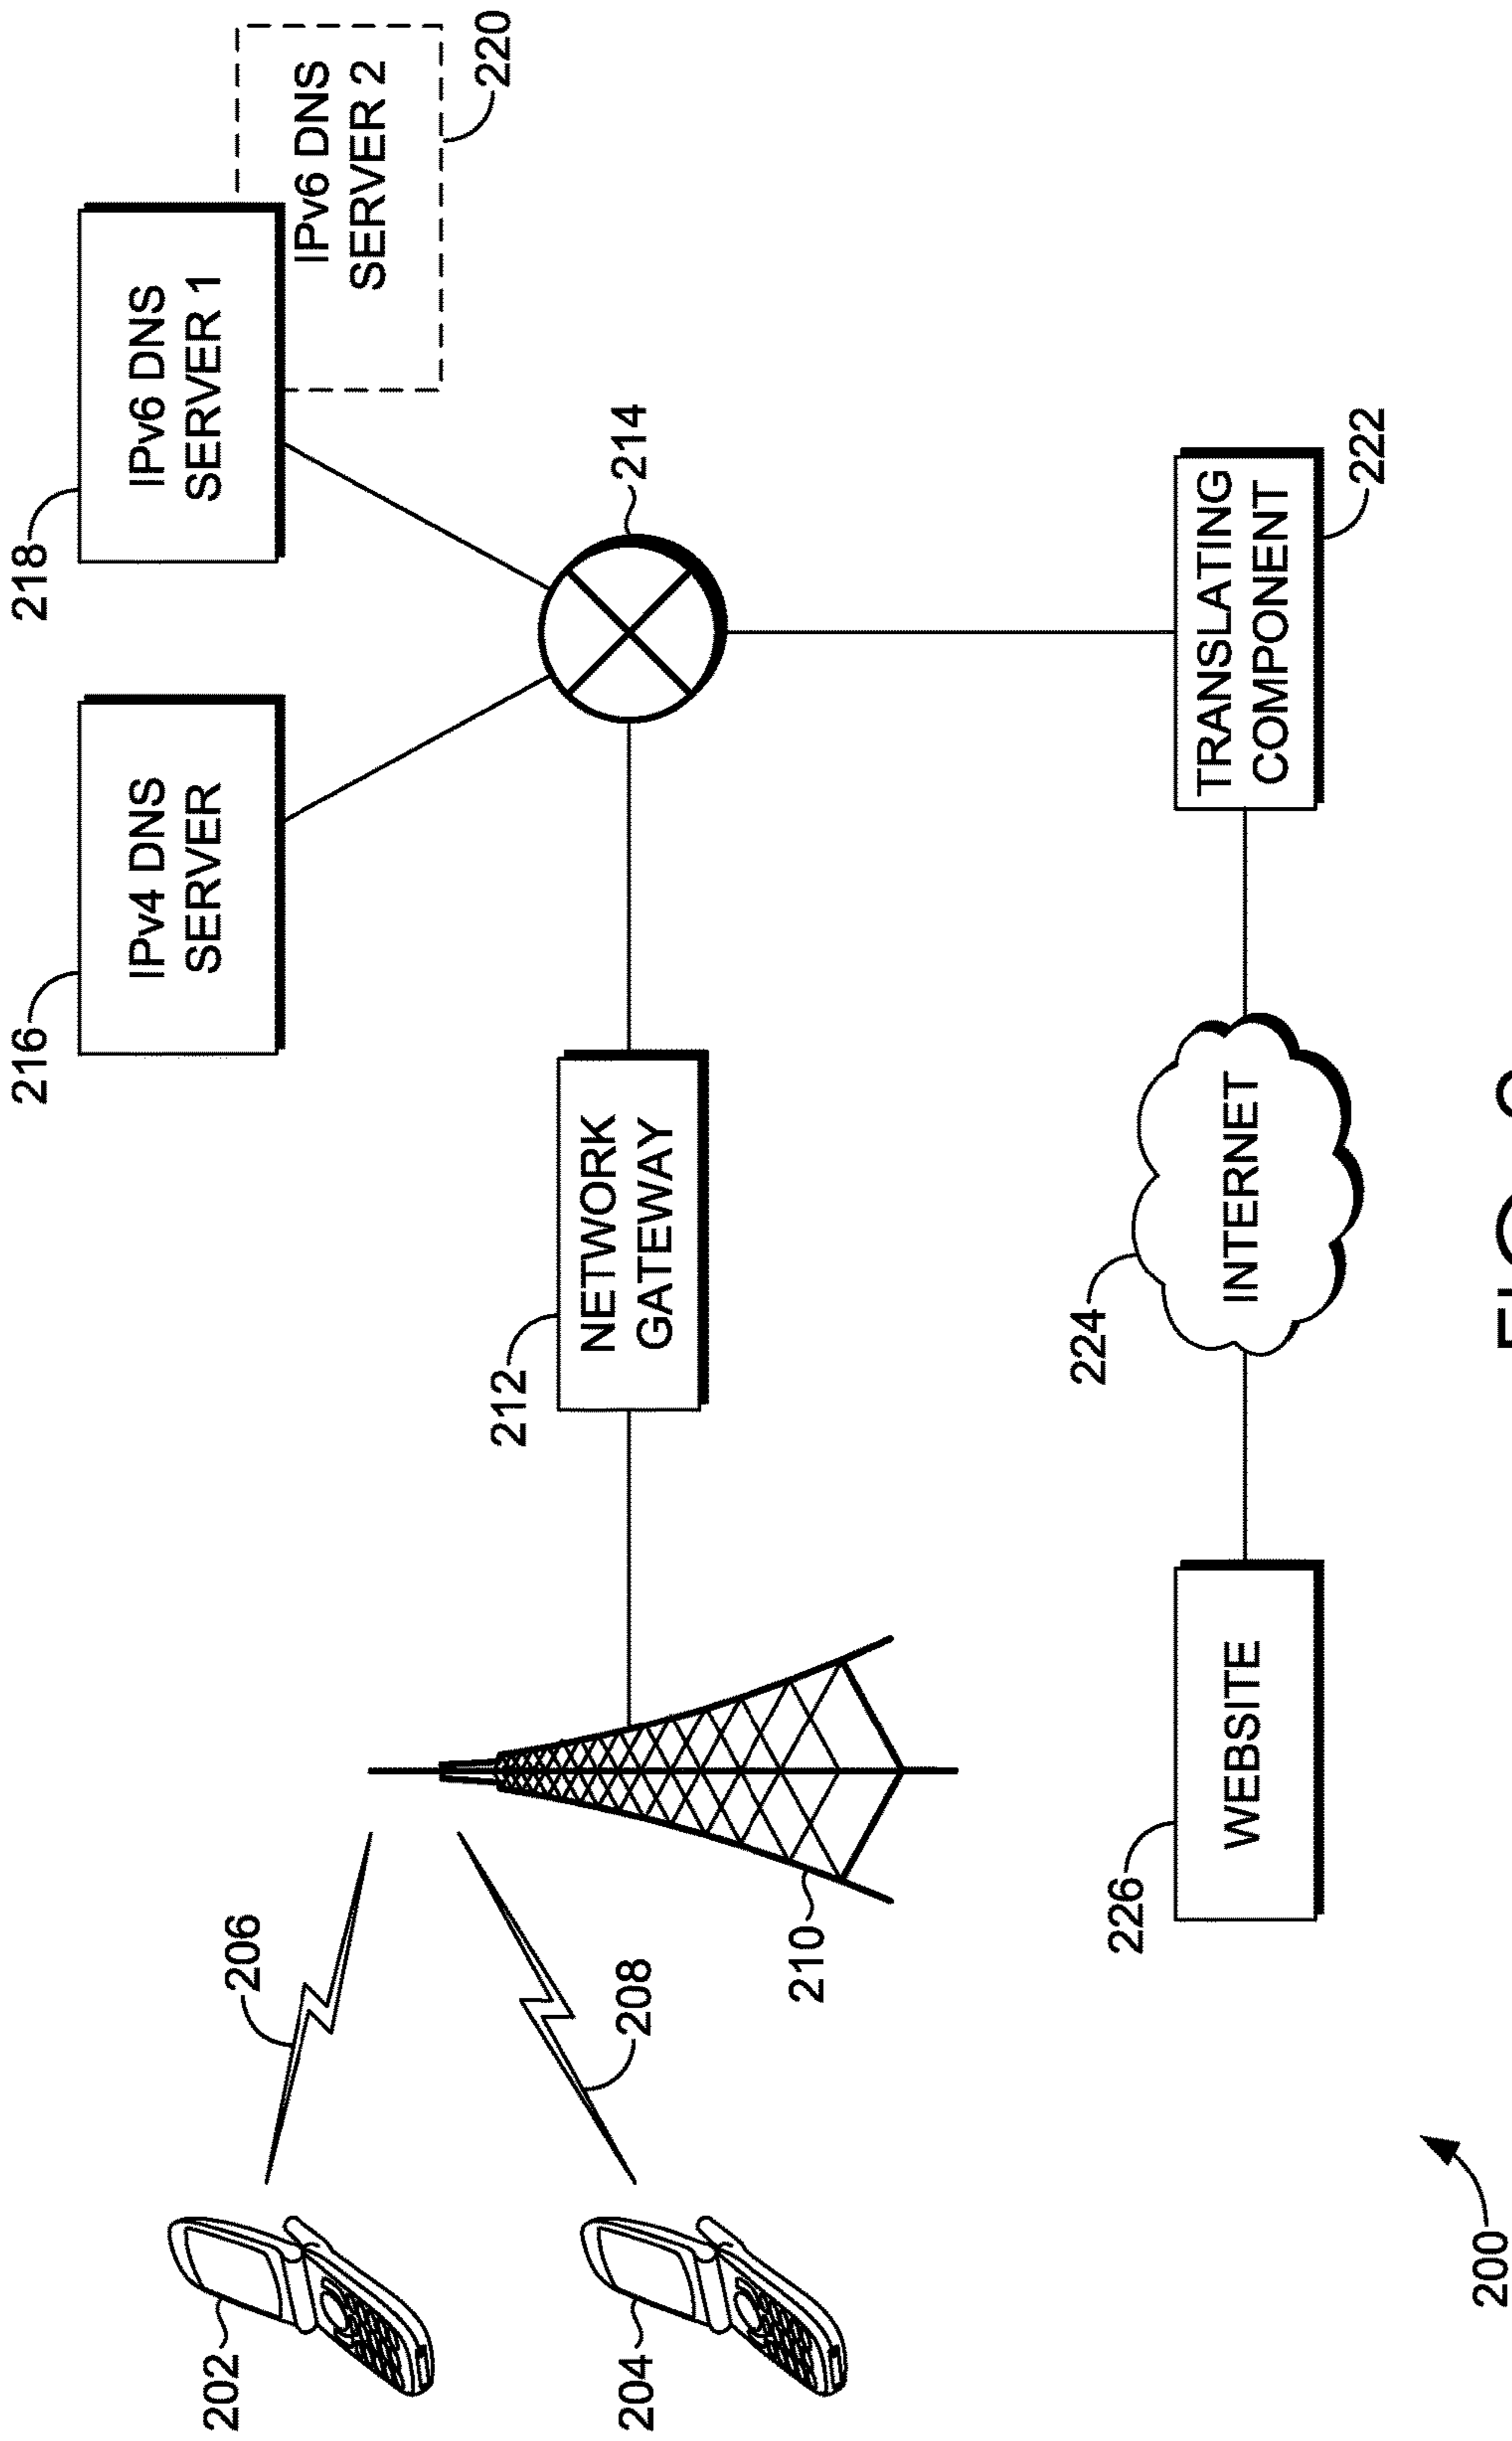 216
IPv4 DNS
SERVER
218
IPv6 DNS
SERVER 1
IPv6 DNS
SERVER 2
220
202
206
204
208
210
212
NETWORK
GATEWAY
214
226
WEBSITE
224
INTERNET
TRANSLATING
COMPONENT
222
200